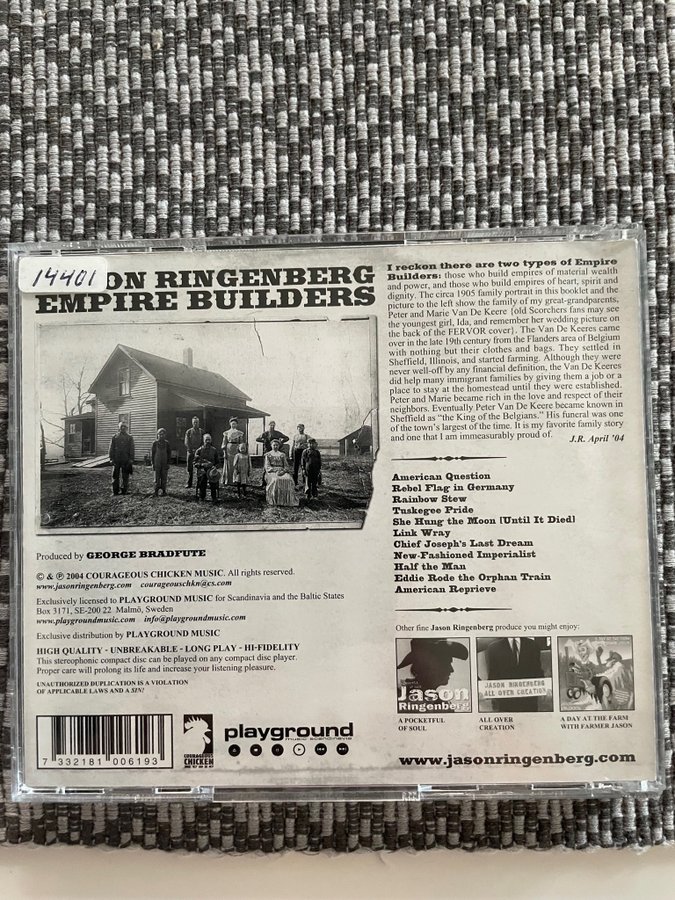 14401
ON RINGENBERG
EMPIRE BUILDERS
I reckon there are two types of Empire
Builders: those who build empires of material wealth
and power, and those who build empires of heart, spirit and
dignity. The circa 1905 family portrait in this booklet and the
picture to the left show the family of my great-grandparents,
Peter and Marie Van De Keere {old Scorchers fans may see
the youngest girl, Ida, and remember her wedding picture on
the back of the FERVOR cover}. The Van De Keeres came
over in the late 19th century from the Flanders area of Belgium
with nothing but their clothes and bags. They settled in
Sheffield, Illinois, and started farming. Although they were
never well-off by any financial definition, the Van De Keeres
did help many immigrant families by giving them a job or a
place to stay at the homestead until they were established.
Peter and Marie became rich in the love and respect of their
neighbors. Eventually Peter Van De Keere became known in
Sheffield as “the King of the Belgians.” His funeral was one
of the town's largest of the time. It is my favorite family story
and one that I am immeasurably proud of.
J.R. April '04
American Question
Rebel Flag in Germany
Rainbow Stew
Tuskegee Pride
She Hung the Moon [Until It Died]
Link Wray
Chief Joseph's Last Dream
New-Fashioned Imperialist
Half the Man
Eddie Rode the Orphan Train
American Reprieve
Produced by GEORGE BRADFUTE
© & ℗ 2004 COURAGEOUS CHICKEN MUSIC. All rights reserved.
www.jasonringenberg.com courageouschkn@cs.com
Exclusively licensed to PLAYGROUND MUSIC for Scandinavia and the Baltic States
Box 3171, SE-200 22 Malmö, Sweden
www.playgroundmusic.com info@playgroundmusic.com
Exclusive distribution by PLAYGROUND MUSIC
HIGH QUALITY - UNBREAKABLE - LONG PLAY - HI-FIDELITY
This stereophonic compact disc can be played on any compact disc player.
Proper care will prolong its life and increase your listening pleasure.
UNAUTHORIZED DUPLICATION IS A VIOLATION
OF APPLICABLE LAWS AND A SIN!
Other fine Jason Ringenberg produce you might enjoy:
Jason
Ringenberg
JASON RINGENBERG
ALL OVER CREATION
A POCKETFUL
OF SOUL
ALL OVER
CREATION
A DAY AT THE FARM
WITH FARMER JASON
7 332181 006193
COURAGEOUS
CHICKEN
MUSIC
playground
music scandinavia
www.jasonringenberg.com